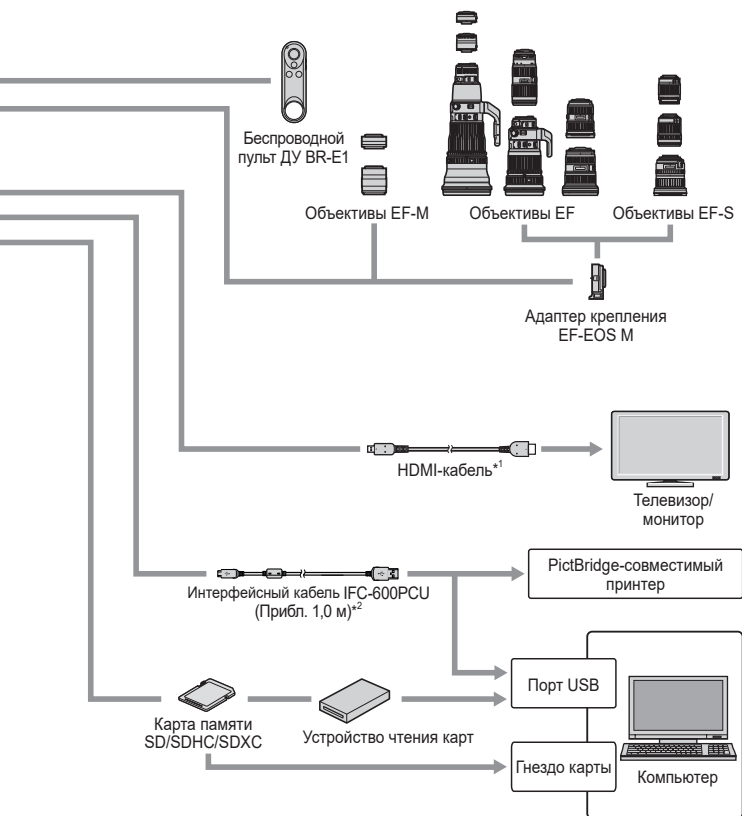 Беспроводной
пульт ДУ BR-E1
Объективы EF-M
Объективы EF
Объективы EF-S
Адаптер крепления
EF-EOS M
HDMI-кабель*1
Телевизор/
монитор
Интерфейсный кабель IFC-600PCU
(Прибл. 1,0 м)*2
PictBridge-совместимый
принтер
Порт USB
Карта памяти
SD/SDHC/SDXC
Устройство чтения карт
Гнездо карты
Компьютер